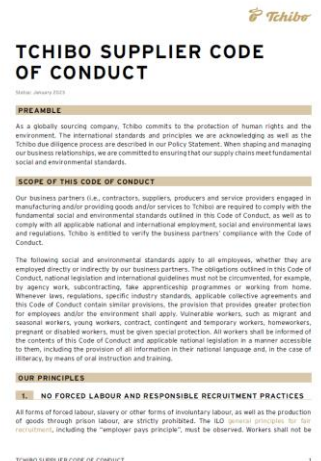 Tchibo
TCHIBO SUPPLIER CODE
OF CONDUCT
Status: January 2023
PREAMBLE
As a globally sourcing company, Tchibo commits to the protection of human rights and the
environment. The international standards and principles we are acknowledging as well as the
Tchibo due diligence process are described in our Policy Statement. When shaping and managing
our business relationships, we are committed to ensuring that our supply chains meet fundamental
social and environmental standards.
SCOPE OF THIS CODE OF CONDUCT
Our business partners (i.e., contractors, suppliers, producers and service providers engaged in
manufacturing and/or providing goods and/or services to Tchibo) are required to comply with the
fundamental social and environmental standards outlined in this Code of Conduct, as well as to
comply with all applicable national and international employment, social and environmental laws
and regulations. Tchibo is entitled to verify the business partners' compliance with the Code of
Conduct.
The following social and environmental standards apply to all employees, whether they are
employed directly or indirectly by our business partners. The obligations outlined in this Code of
Conduct, national legislation and international guidelines must not be circumvented, for example,
by agency work, subcontracting, fake apprenticeship programmes or working from home.
Whenever laws, regulations, specific industry standards, applicable collective agreements and
this Code of Conduct contain similar provisions, the provision that provides greater protection
for employees and/or the environment shall apply. Vulnerable workers, such as migrant and
seasonal workers, young workers, contract, contingent and temporary workers, homeworkers,
pregnant or disabled workers, must be given special protection. All workers shall be informed of
the contents of this Code of Conduct and applicable national legislation in a manner accessible
to them, including the provision of all information in their national language and, in the case of
illiteracy, by means of oral instruction and training.
OUR PRINCIPLES
1. NO FORCED LABOUR AND RESPONSIBLE RECRUITMENT PRACTICES
All forms of forced labour, slavery or other forms of involuntary labour, as well as the production
of goods through prison labour, are strictly prohibited. The ILO general principles for fair
recruitment, including the "employer pays principle", must be observed. Workers shall not be
TCHIBO SUPPLIER CODE OF CONDUCT 1